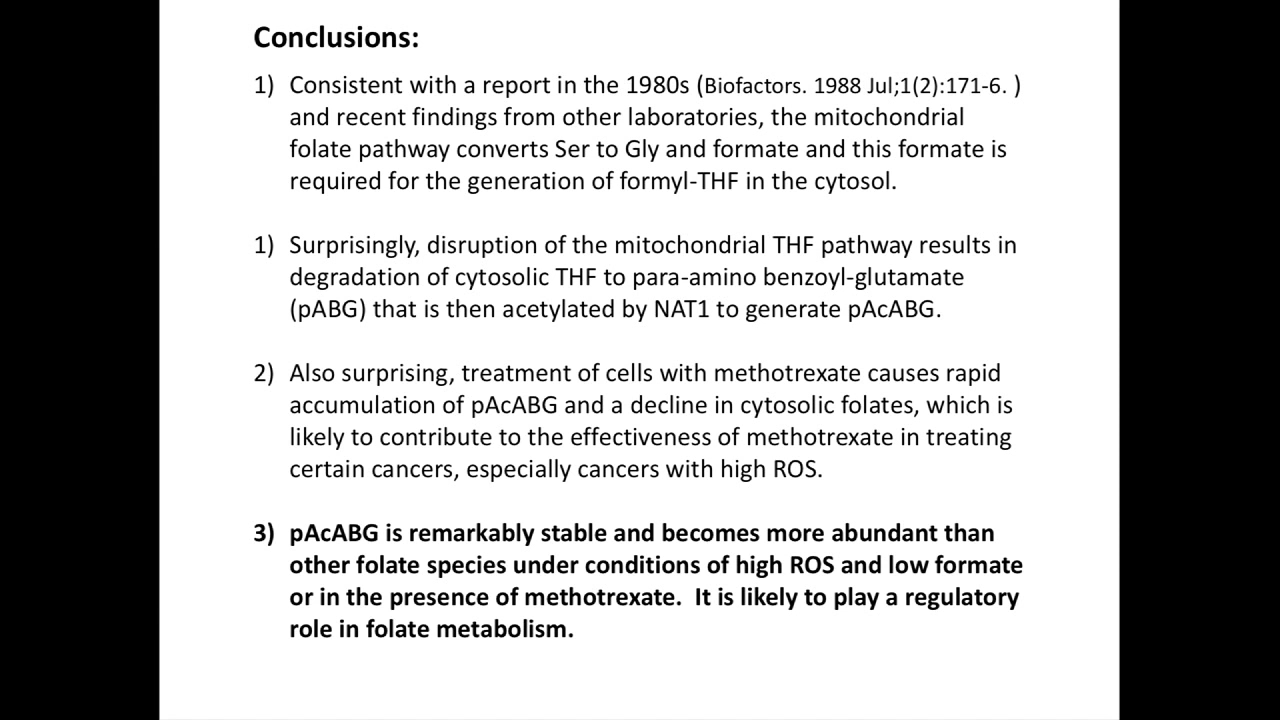 Conclusions:
1) Consistent with a report in the 1980s (Biofactors. 1988 Jul;1(2):171-6. )
and recent findings from other laboratories, the mitochondrial
folate pathway converts Ser to Gly and formate and this formate is
required for the generation of formyl-THF in the cytosol.
1) Surprisingly, disruption of the mitochondrial THF pathway results in
degradation of cytosolic THF to para-amino benzoyl-glutamate
(pABG) that is then acetylated by NAT1 to generate pAcABG.
2) Also surprising, treatment of cells with methotrexate causes rapid
accumulation of pAcABG and a decline in cytosolic folates, which is
likely to contribute to the effectiveness of methotrexate in treating
certain cancers, especially cancers with high ROS.
3) pAcABG is remarkably stable and becomes more abundant than
other folate species under conditions of high ROS and low formate
or in the presence of methotrexate.  It is likely to play a regulatory
role in folate metabolism.